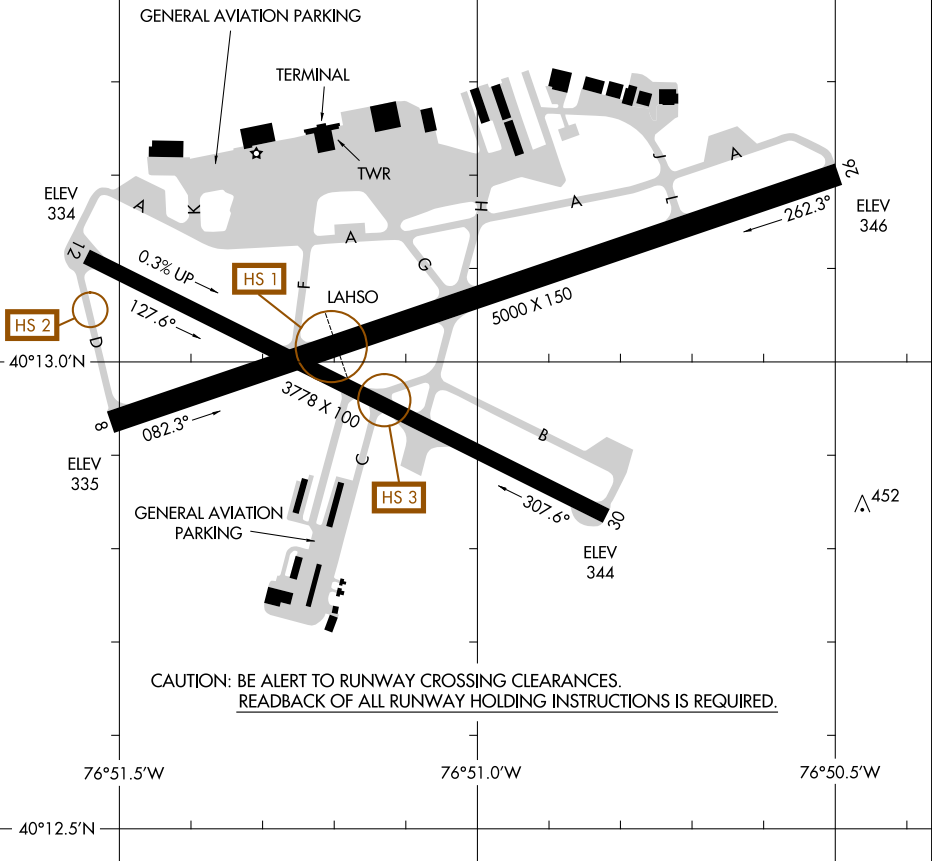 GENERAL AVIATION PARKING
TERMINAL
TWR
J
A
26
ELEV
334
A
K
H
A
L
262.3°
ELEV
346
12
0.3% UP
A
G
HS 1
F
LAHSO
127.6°
5000 X 150
HS 2
D
40°13.0'N
3778 X 100
8
082.3°
B
ELEV
335
C
HS 3
307.6°
30
452
GENERAL AVIATION
PARKING
ELEV
344
CAUTION: BE ALERT TO RUNWAY CROSSING CLEARANCES.
READBACK OF ALL RUNWAY HOLDING INSTRUCTIONS IS REQUIRED.
76°51.5'W
76°51.0'W
76°50.5'W
40°12.5'N